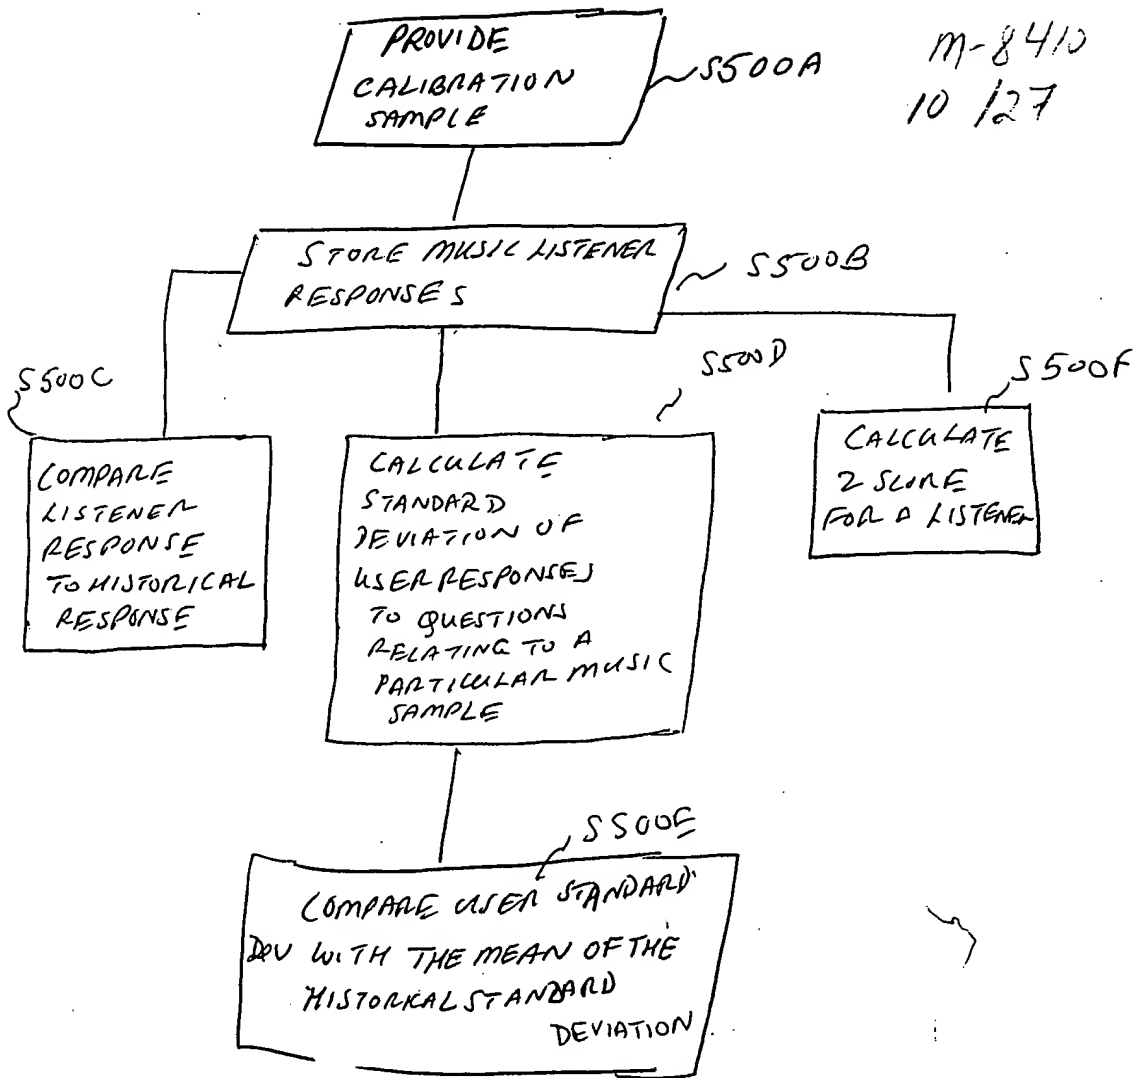 PROVIDE
CALIBRATION
SAMPLE
S500A
M-8410
10/27
STORE MUSIC LISTENER
RESPONSES
S500B
S500C
COMPARE
LISTENER
RESPONSE
TO HISTORICAL
RESPONSE
S500D
CALCULATE
STANDARD
DEVIATION OF
USER RESPONSES
TO QUESTIONS
RELATING TO A
PARTICULAR MUSIC
SAMPLE
S500F
CALCULATE
Z SCORE
FOR A LISTENER
S500E
COMPARE USER STANDARD
DEV WITH THE MEAN OF THE
HISTORICAL STANDARD
DEVIATION